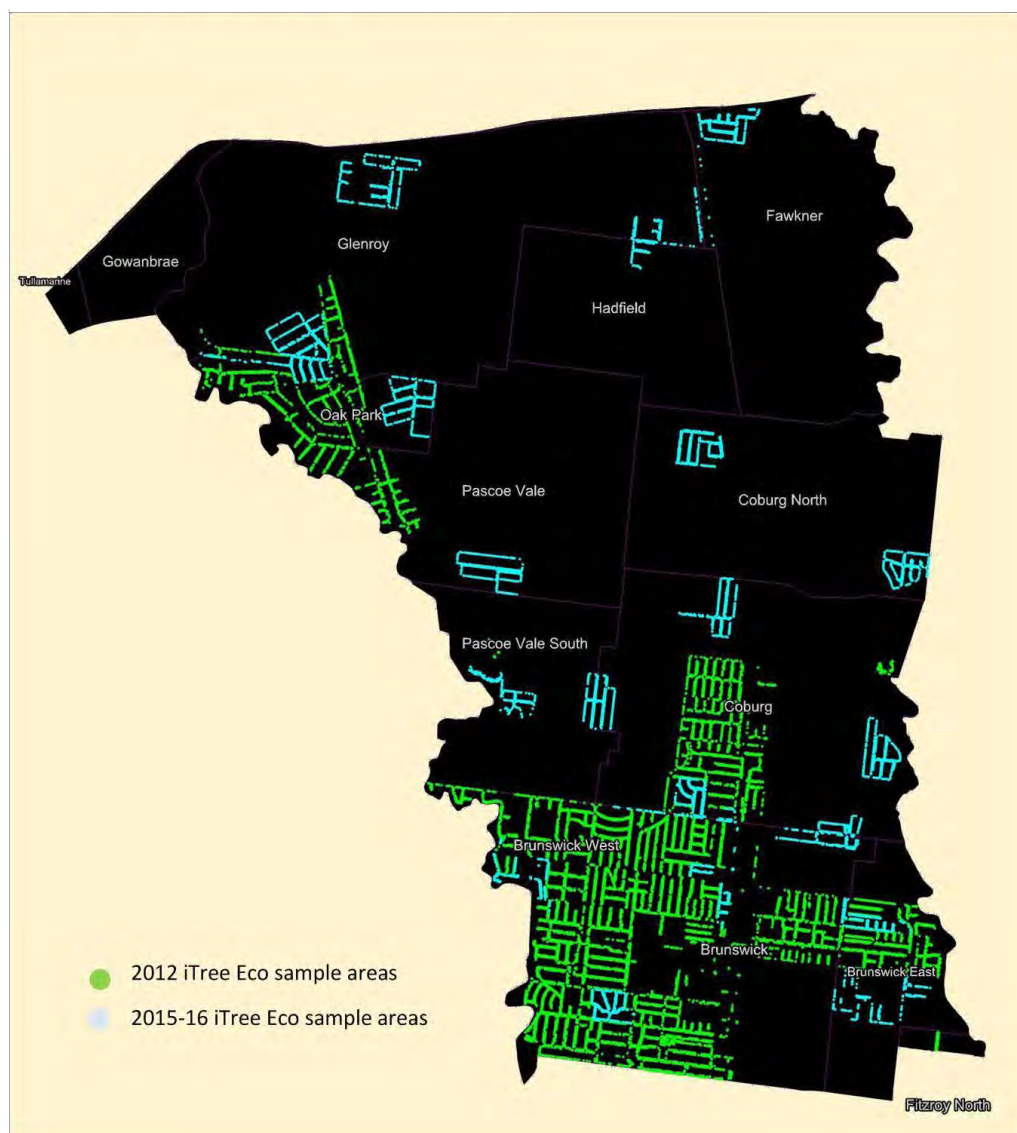 Fawkner
Glenroy
Gowanbrae
Tullamarine
Hadfield
Oak Park
Pascoe Vale
Coburg North
Pascoe Vale South
Coburg
Brunswick West
Brunswick
Brunswick East
2012 iTree Eco sample areas
2015-16 iTree Eco sample areas
Fitzroy North